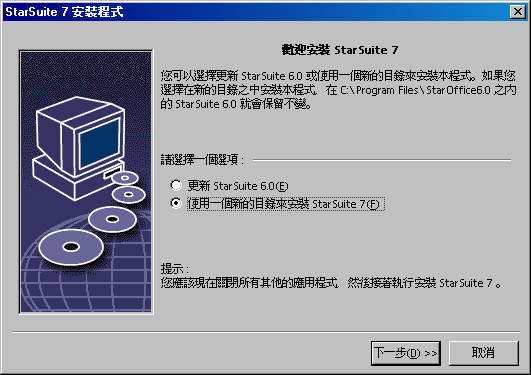 StarSuite 7 安裝程式
歡迎安裝 StarSuite 7
您可以選擇更新 StarSuite 6.0 或使用一個新的目錄來安裝本程式。如果您
選擇在新的目錄之中安裝本程式，在 C:\Program Files\StarOffice6.0 之內
的 StarSuite 6.0 就會保留不變。
請選擇一個選項：
更新 StarSuite 6.0(E)
使用一個新的目錄來安裝 StarSuite 7(F)
提示：
您應該現在關閉所有其他的應用程式，然後接著執行安裝 StarSuite 7 。
下一步(D) >>
取消